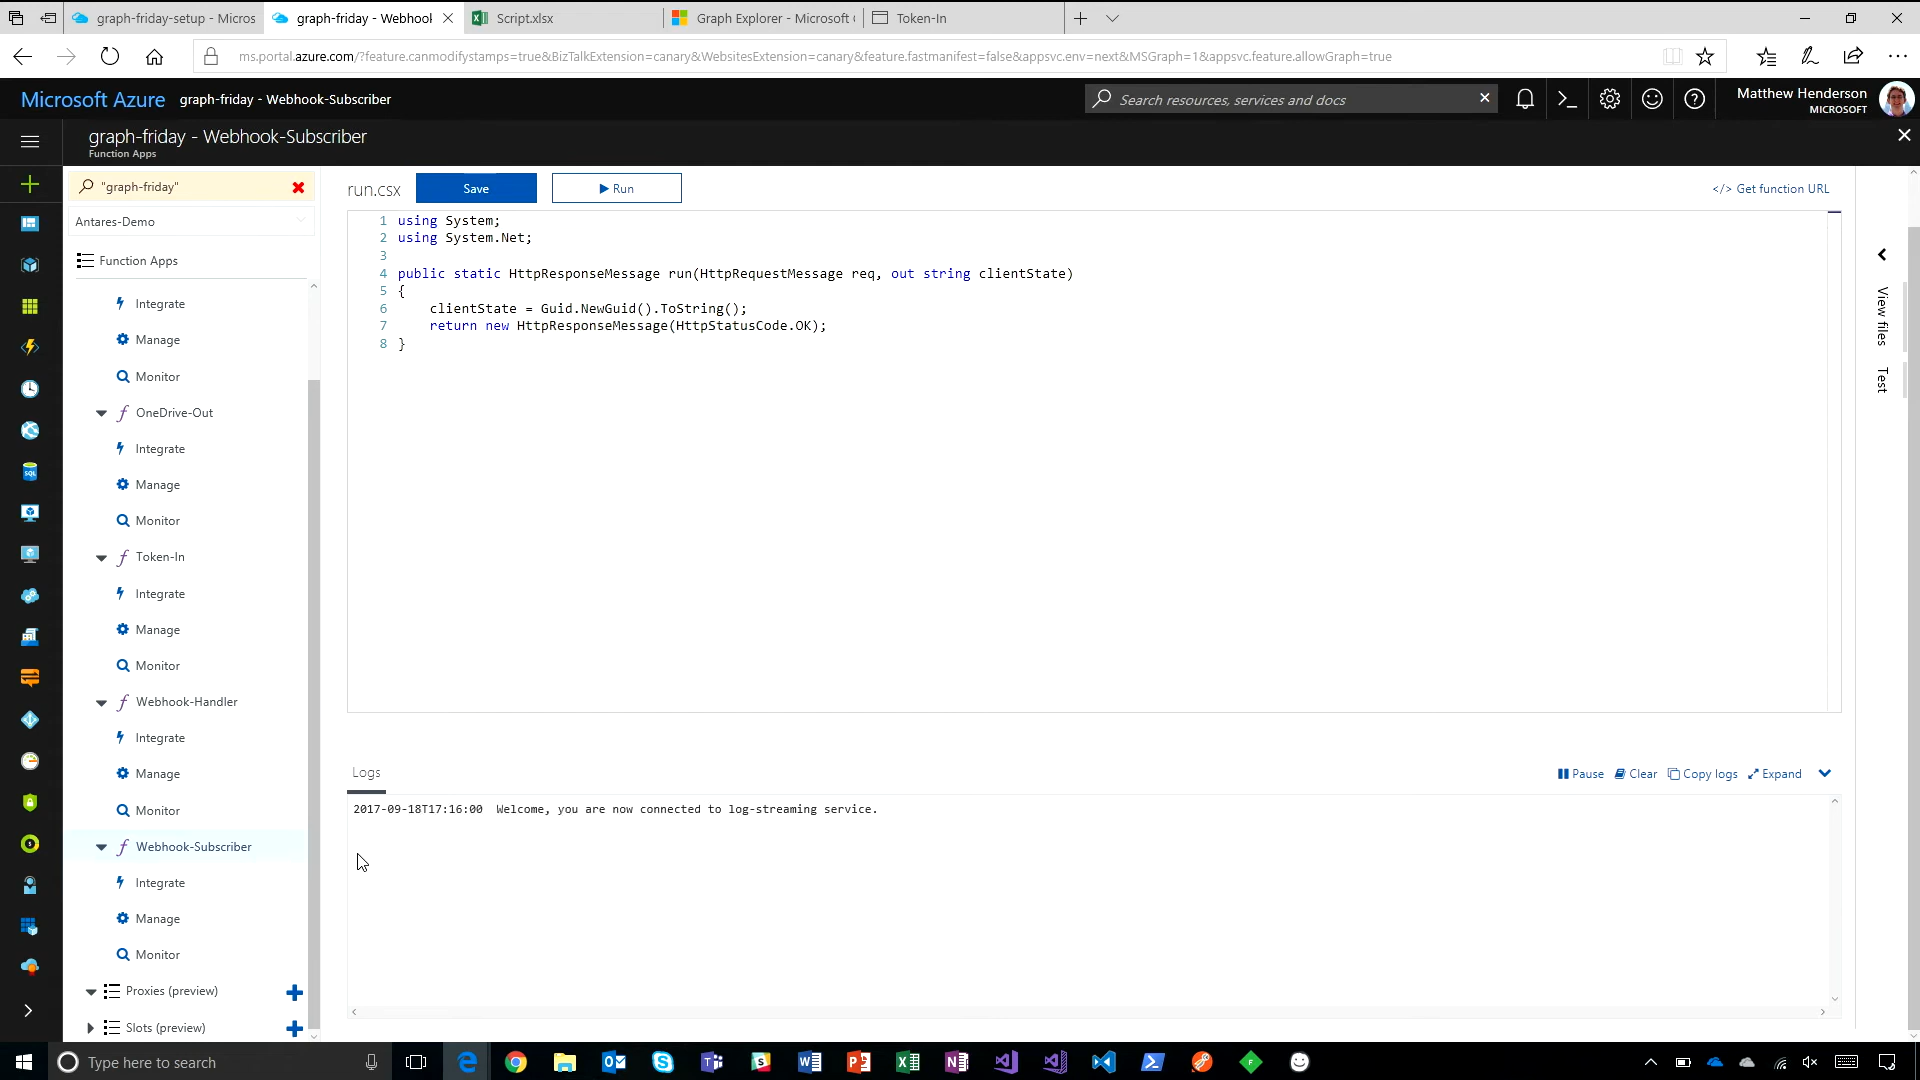 graph-friday-setup - Micros
graph-friday - Webhook
Script.xlsx
Graph Explorer - Microsoft
Token-In
ms.portal.azure.com/?feature.canmodifystamps=true&BizTalkExtension=canary&WebsitesExtension=canary&feature.fastmanifest=false&appsvc.env=next&MSGraph=1&appsvc.feature.allowGraph=true
Microsoft Azure
graph-friday - Webhook-Subscriber
Search resources, services and docs
Matthew Henderson
MICROSOFT
graph-friday - Webhook-Subscriber
Function Apps
"graph-friday"
Antares-Demo
Function Apps
Integrate
Manage
Monitor
OneDrive-Out
Integrate
Manage
Monitor
Token-In
Integrate
Manage
Monitor
Webhook-Handler
Integrate
Manage
Monitor
Webhook-Subscriber
Integrate
Manage
Monitor
Proxies (preview)
Slots (preview)
run.csx
Save
Run
</> Get function URL
1 using System;
2 using System.Net;
3
4 public static HttpResponseMessage run(HttpRequestMessage req, out string clientState)
5 {
6 clientState = Guid.NewGuid().ToString();
7 return new HttpResponseMessage(HttpStatusCode.OK);
8 }
View files
Test
Logs
Pause
Clear
Copy logs
Expand
2017-09-18T17:16:00 Welcome, you are now connected to log-streaming service.
Type here to search